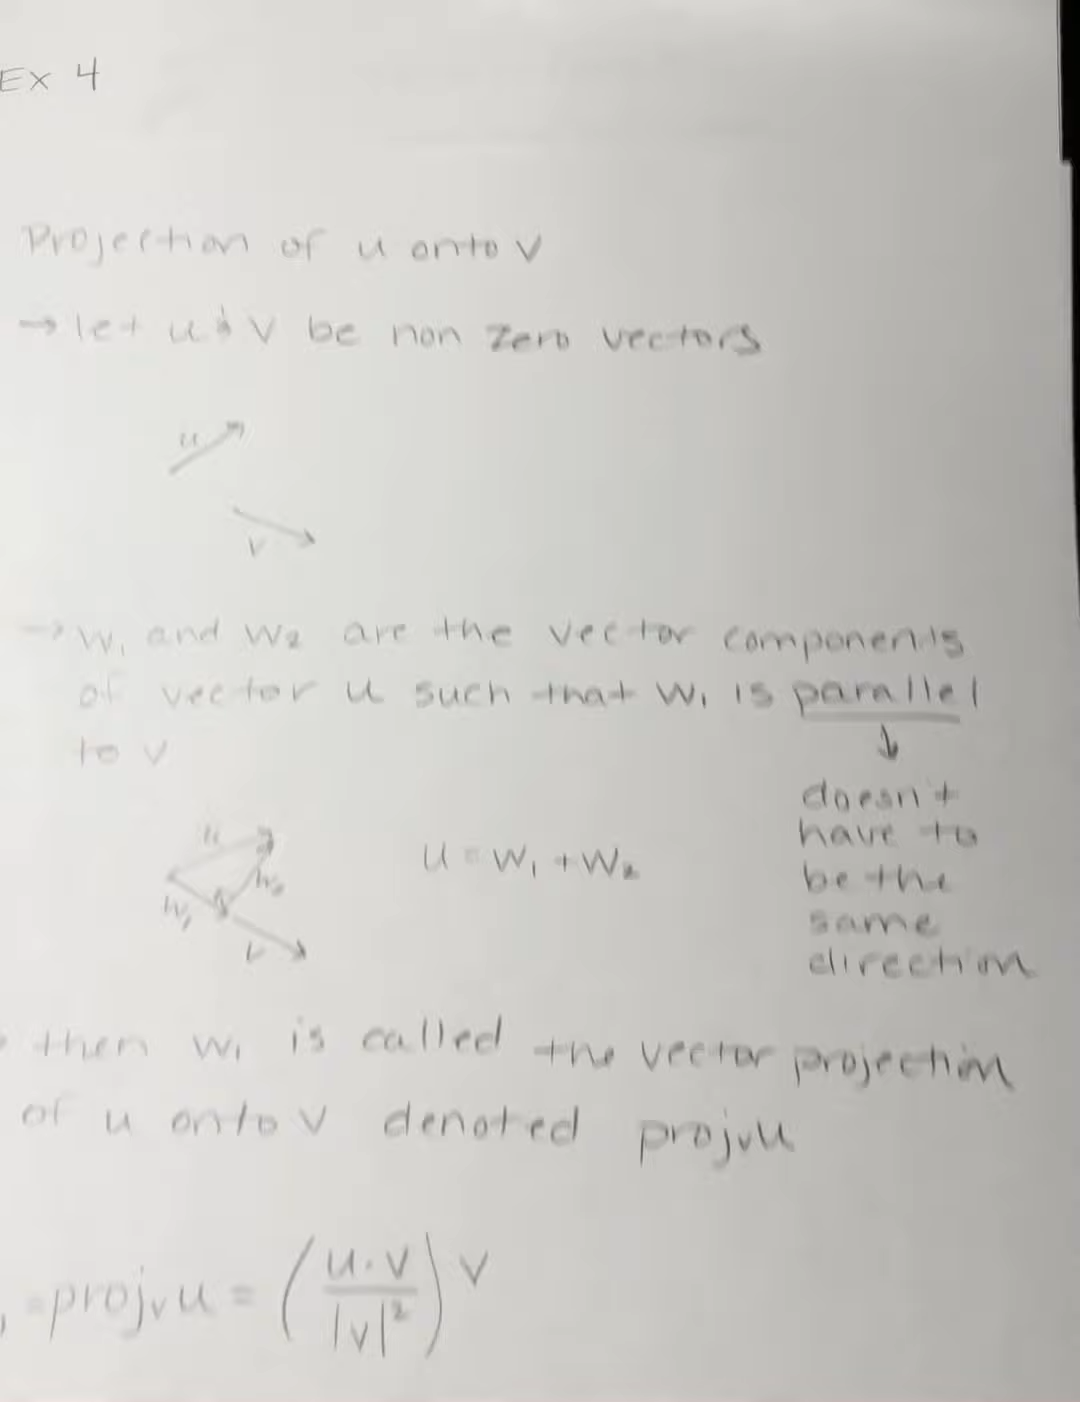 Ex 4
Projection of u onto v
→ let u & v be non zero vectors
u
v
→ w₁ and w₂ are the vector components
of vector u such that w₁ is parallel
to v
↓
doesn't
have to
be the
same
direction
u
w₂
w₁
v
u = w₁ + w₂
then w₁ is called the vector projection
of u onto v denoted projᵥu
= projᵥu = (u·v / |v|²) v